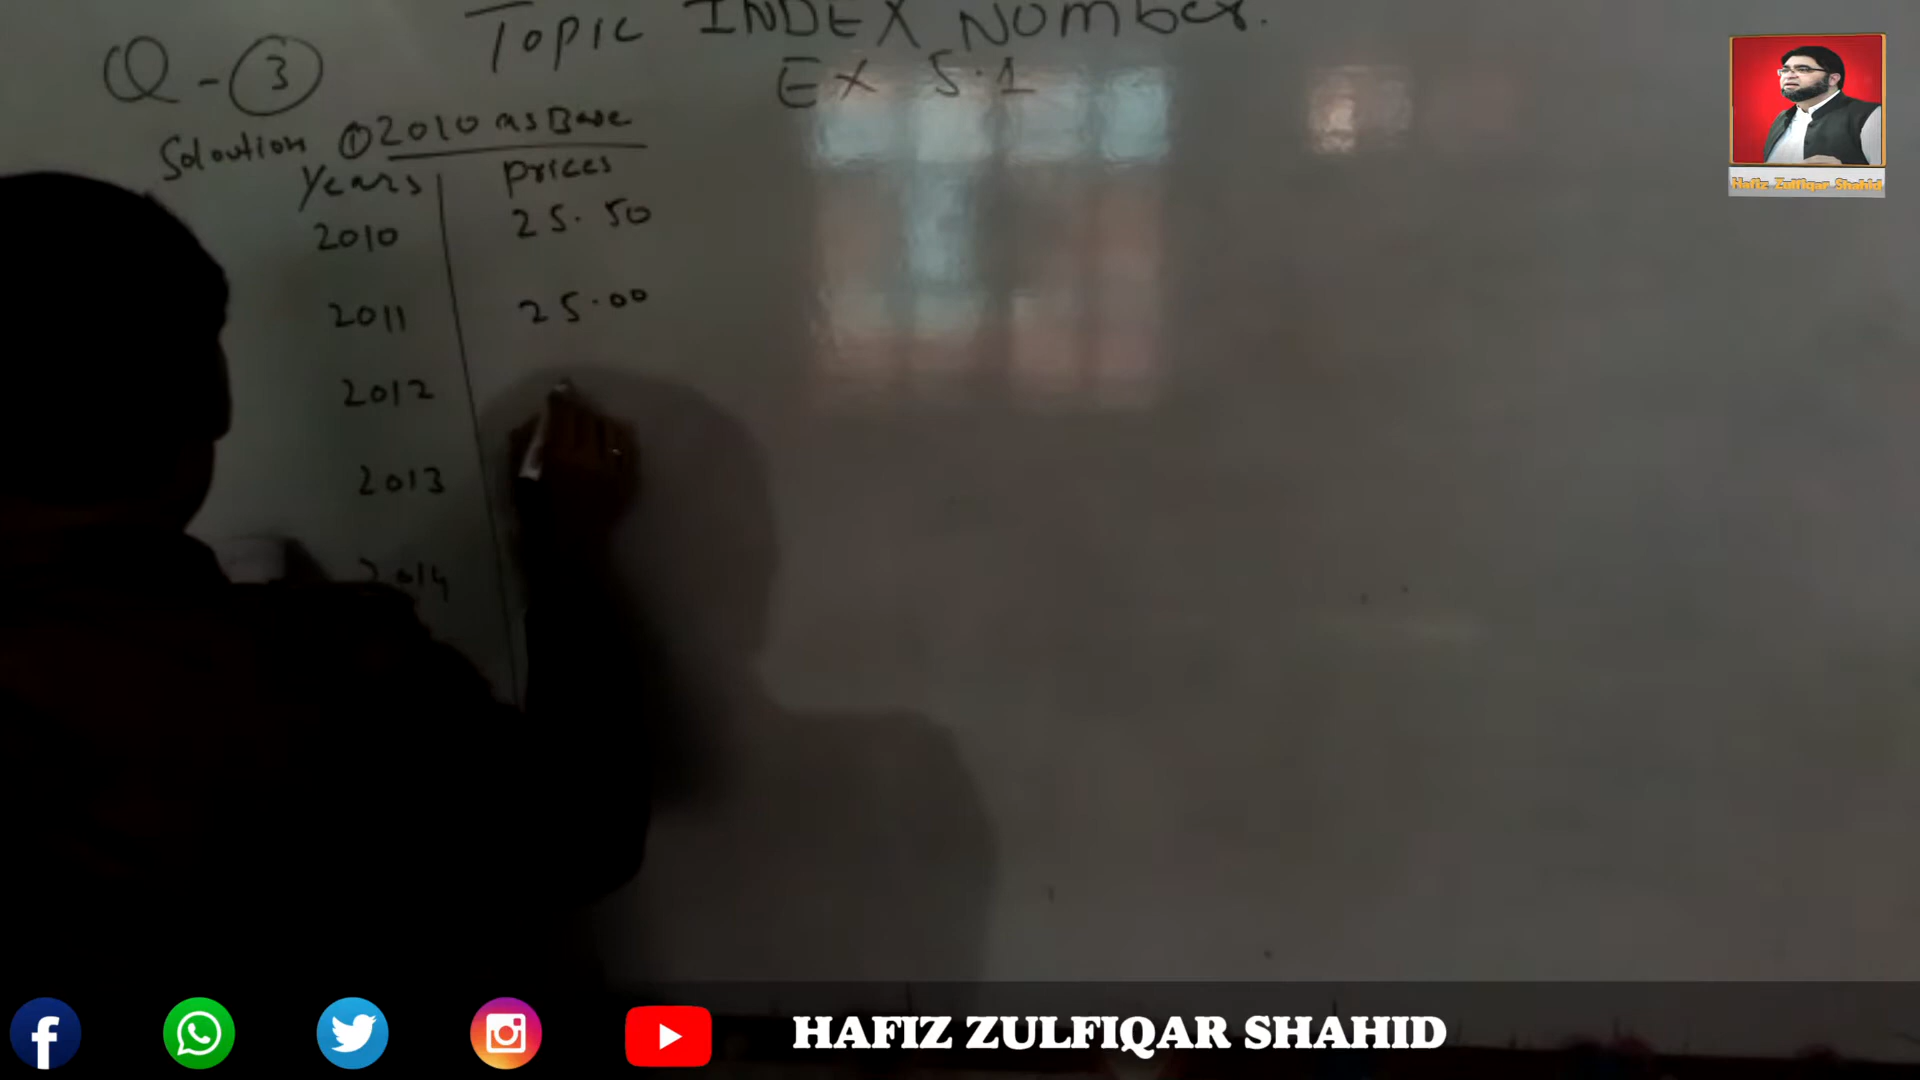 Topic INDEX Number.
Q-3
Ex 5.1
Soloution ① 2010 as Base
Years prices
2010 25.50
2011 25.00
2012
2013
2014
Hafiz Zulfiqar Shahid
HAFIZ ZULFIQAR SHAHID